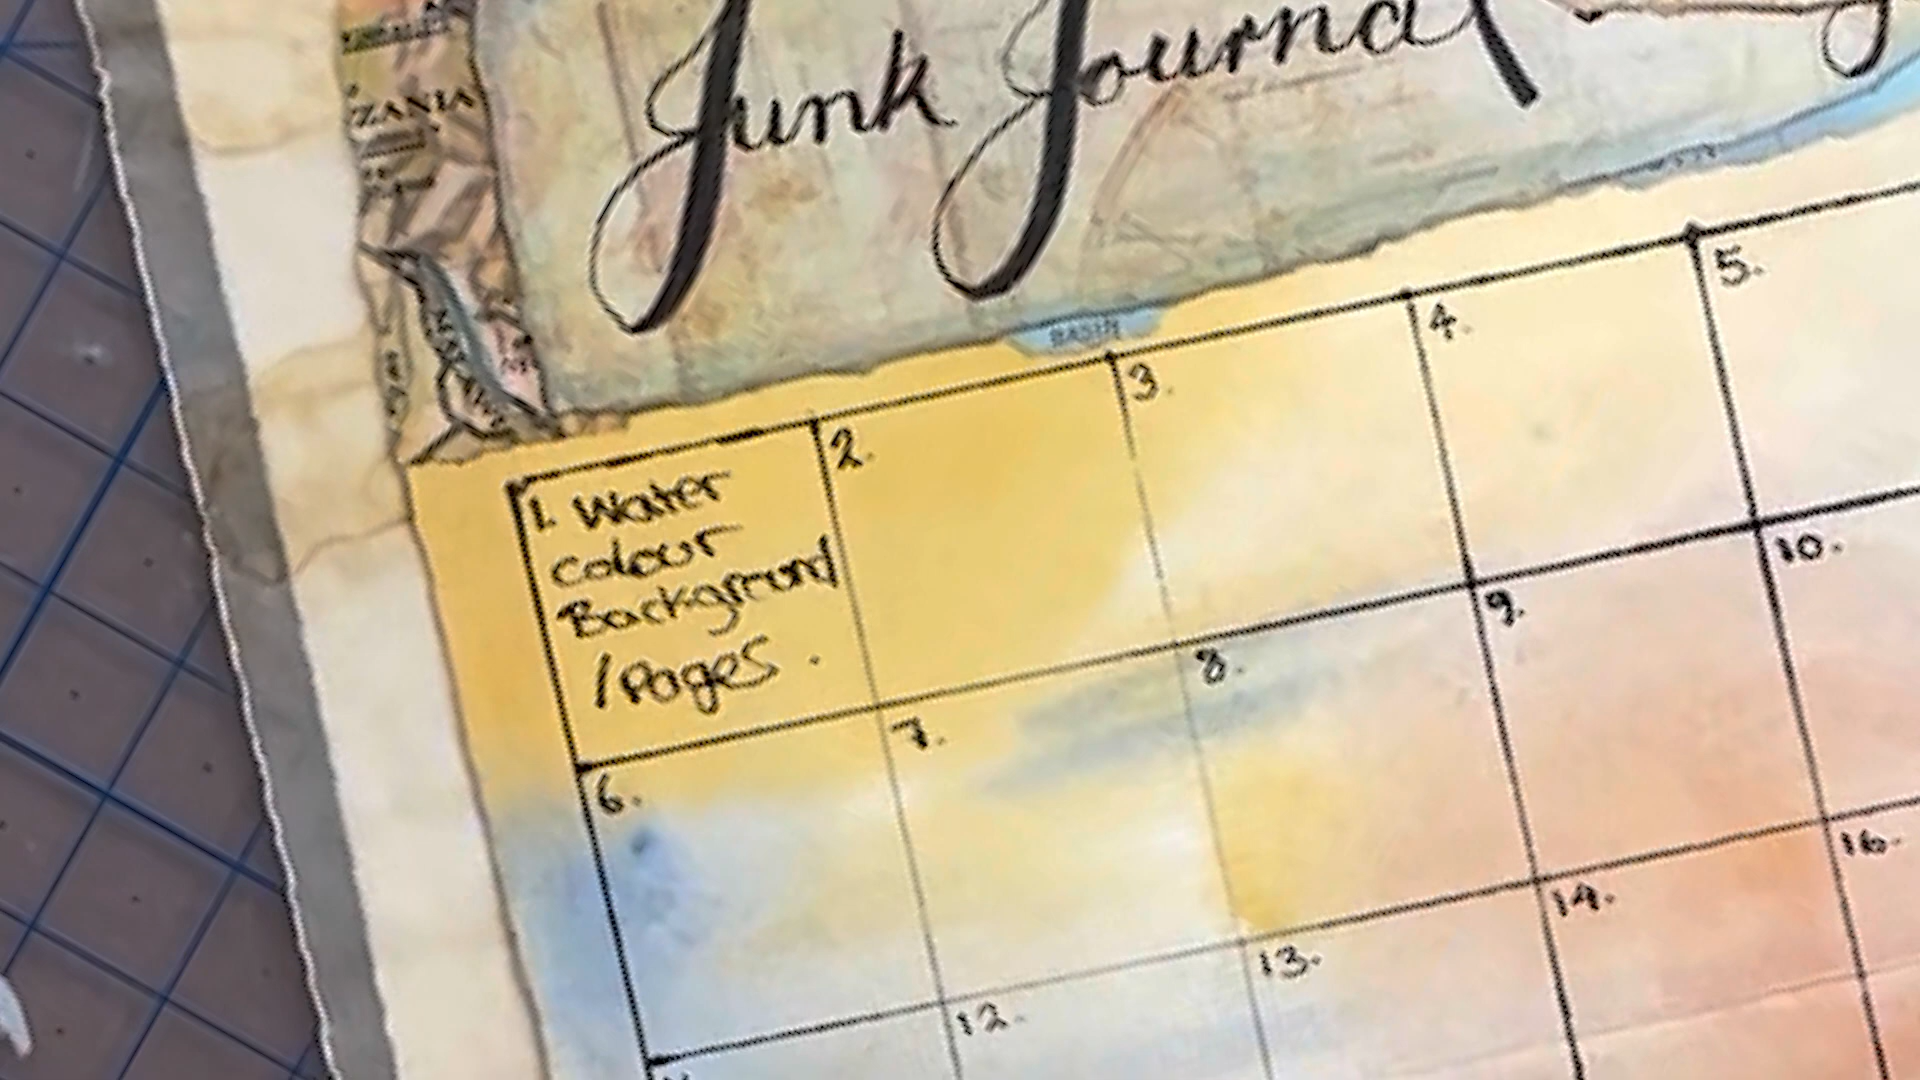 ZANIA
Junk Journal
BASIN
1. Water
colour
Background
/Pages.
2.
3.
4.
5.
6.
7.
8.
9.
10.
12.
13.
14.
16.